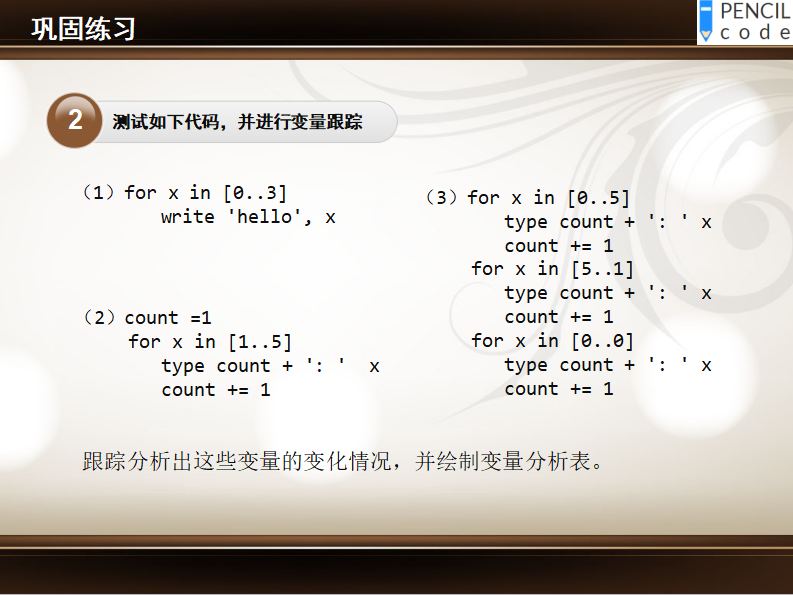 巩固练习
PENCIL
code
2
测试如下代码，并进行变量跟踪
（1）for x in [0..3]
write 'hello', x
（2）count =1
for x in [1..5]
type count + ': '  x
count += 1
（3）for x in [0..5]
type count + ': ' x
count += 1
for x in [5..1]
type count + ': ' x
count += 1
for x in [0..0]
type count + ': ' x
count += 1
跟踪分析出这些变量的变化情况，并绘制变量分析表。